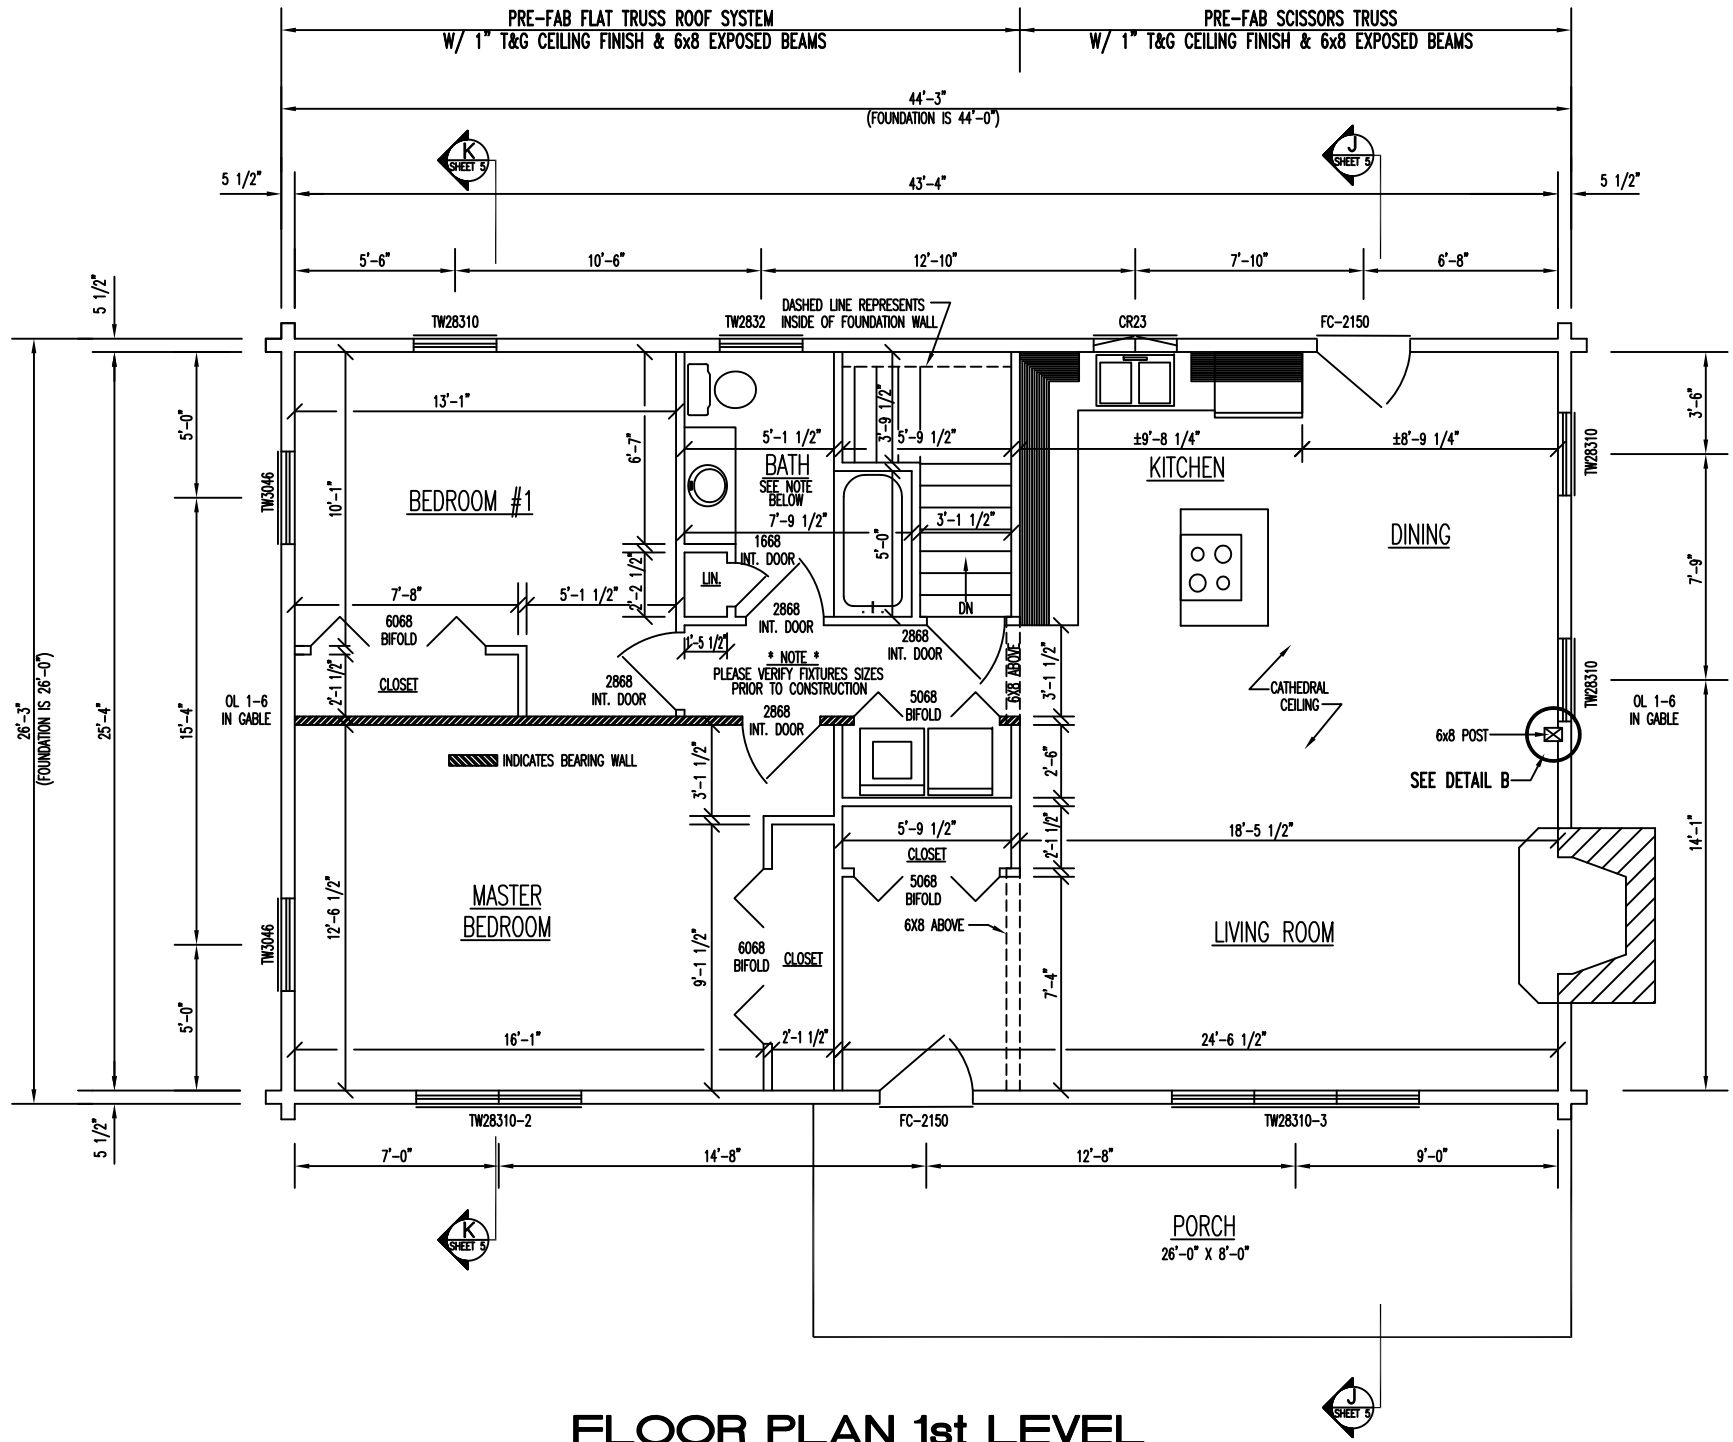 PRE-FAB FLAT TRUSS ROOF SYSTEM
W/ 1" T&G CEILING FINISH & 6x8 EXPOSED BEAMS
PRE-FAB SCISSORS TRUSS
W/ 1" T&G CEILING FINISH & 6x8 EXPOSED BEAMS
44'-3"
(FOUNDATION IS 44'-0")
K
SHEET 5
J
SHEET 5
5 1/2"
43'-4"
5 1/2"
5'-6"
10'-6"
12'-10"
7'-10"
6'-8"
5 1/2"
DASHED LINE REPRESENTS
INSIDE OF FOUNDATION WALL
TW28310
TW2832
CR23
FC-2150
13'-1"
5'-0"
6'-7"
3'-9 1/2"
3'-6"
5'-1 1/2"
5'-9 1/2"
±9'-8 1/4"
±8'-9 1/4"
TW28310
BATH
SEE NOTE
BELOW
KITCHEN
TW3046
10'-1"
BEDROOM #1
7'-9 1/2"
3'-1 1/2"
DINING
1668
INT. DOOR
5'-0"
7'-9"
LIN.
2'-2 1/2"
7'-8"
5'-1 1/2"
DN
6068
BIFOLD
2868
INT. DOOR
2868
INT. DOOR
1'-5 1/2"
* NOTE *
PLEASE VERIFY FIXTURES SIZES
PRIOR TO CONSTRUCTION
6X8 ABOVE
3'-1 1/2"
CLOSET
2'-1 1/2"
2868
INT. DOOR
5068
BIFOLD
CATHEDRAL
CEILING
TW28310
OL 1-6
IN GABLE
OL 1-6
IN GABLE
26'-3"
(FOUNDATION IS 26'-0")
25'-4"
15'-4"
2868
INT. DOOR
6x8 POST
INDICATES BEARING WALL
3'-1 1/2"
2'-6"
SEE DETAIL B
5'-9 1/2"
2'-1 1/2"
18'-5 1/2"
14'-1"
CLOSET
5068
BIFOLD
12'-6 1/2"
MASTER
BEDROOM
6X8 ABOVE
LIVING ROOM
TW3046
9'-1 1/2"
6068
BIFOLD
CLOSET
7'-4"
5'-0"
16'-1"
2'-1 1/2"
24'-6 1/2"
5 1/2"
TW28310-2
FC-2150
TW28310-3
7'-0"
14'-8"
12'-8"
9'-0"
K
SHEET 5
PORCH
26'-0" X 8'-0"
J
SHEET 5
FLOOR PLAN 1st LEVEL